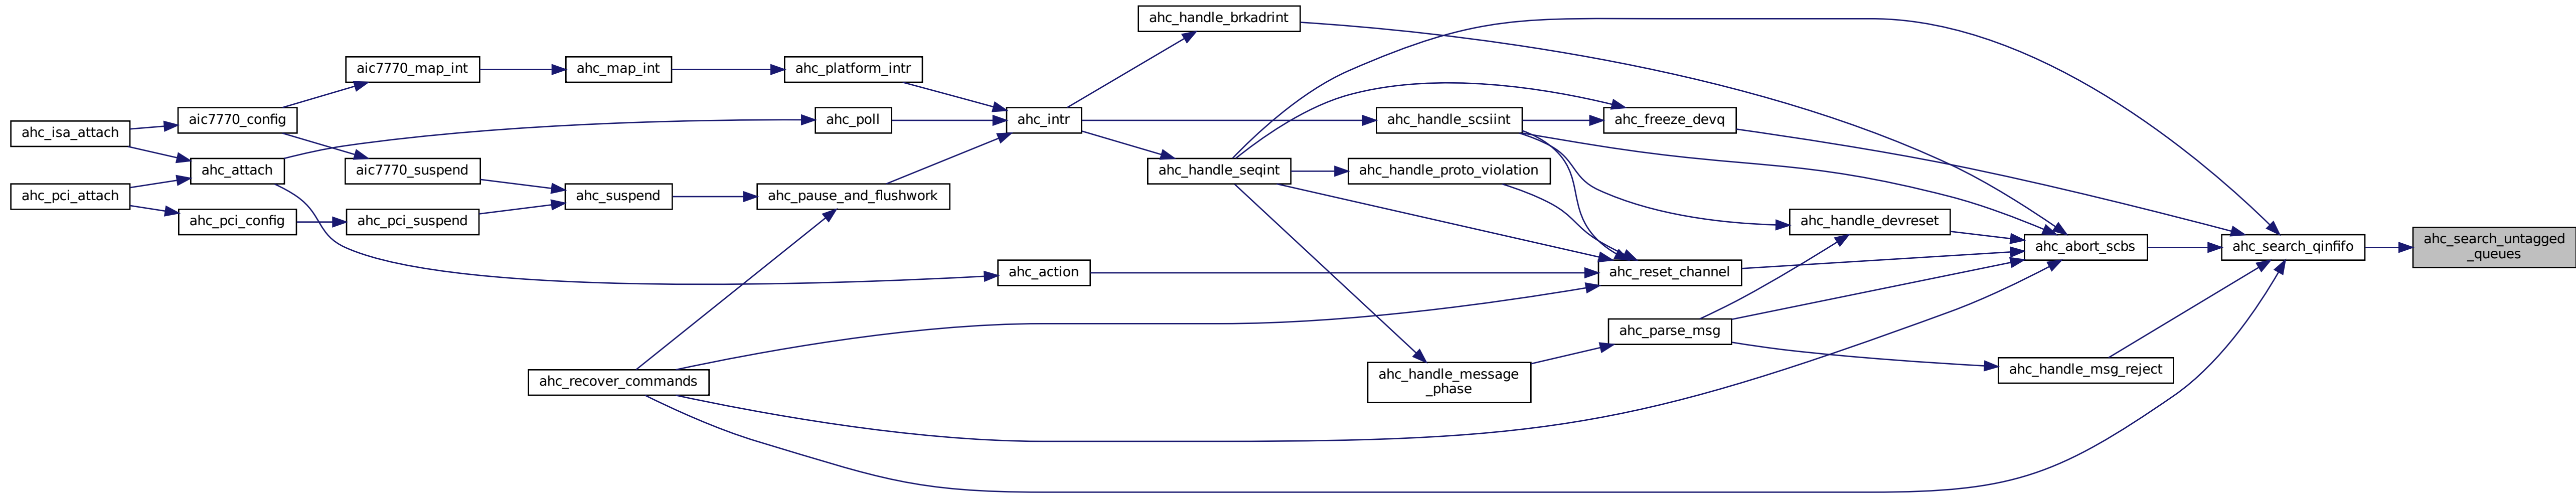 ahc_handle_brkadrint
aic7770_map_int
ahc_map_int
ahc_platform_intr
ahc_isa_attach
aic7770_config
ahc_poll
ahc_intr
ahc_handle_scsiint
ahc_freeze_devq
ahc_attach
aic7770_suspend
ahc_handle_seqint
ahc_handle_proto_violation
ahc_pci_attach
ahc_pci_config
ahc_pci_suspend
ahc_suspend
ahc_pause_and_flushwork
ahc_handle_devreset
ahc_abort_scbs
ahc_search_qinfifo
ahc_search_untagged
_queues
ahc_action
ahc_reset_channel
ahc_parse_msg
ahc_handle_msg_reject
ahc_recover_commands
ahc_handle_message
_phase